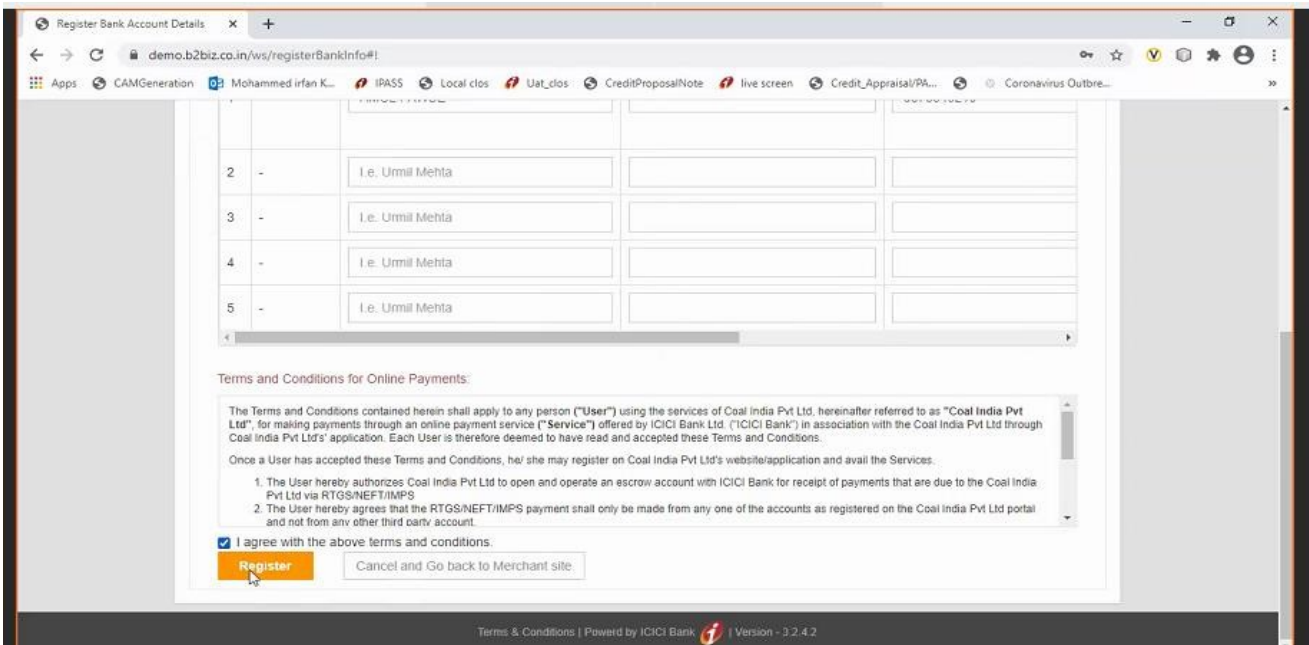 Register Bank Account Details
demo.b2biz.co.in/ws/registerBankInfo#!
Apps CAMGeneration Mohammed irfan K... IPASS Local clos Uat_clos CreditProposalNote live screen Credit_Appraisal/PA... Coronavirus Outbre... »
2 - I.e. Urmil Mehta
3 - I.e. Urmil Mehta
4 - I.e. Urmil Mehta
5 - I.e. Urmil Mehta
Terms and Conditions for Online Payments:
The Terms and Conditions contained herein shall apply to any person ("User") using the services of Coal India Pvt Ltd, hereinafter referred to as "Coal India Pvt
Ltd", for making payments through an online payment service ("Service") offered by ICICI Bank Ltd. ("ICICI Bank") in association with the Coal India Pvt Ltd through
Coal India Pvt Ltd's' application. Each User is therefore deemed to have read and accepted these Terms and Conditions.
Once a User has accepted these Terms and Conditions, he/ she may register on Coal India Pvt Ltd's website/application and avail the Services.
1. The User hereby authorizes Coal India Pvt Ltd to open and operate an escrow account with ICICI Bank for receipt of payments that are due to the Coal India
Pvt Ltd via RTGS/NEFT/IMPS
2. The User hereby agrees that the RTGS/NEFT/IMPS payment shall only be made from any one of the accounts as registered on the Coal India Pvt Ltd portal
and not from any other third party account.
I agree with the above terms and conditions.
Register Cancel and Go back to Merchant site
Terms & Conditions | Powerd by ICICI Bank | Version - 3.2.4.2